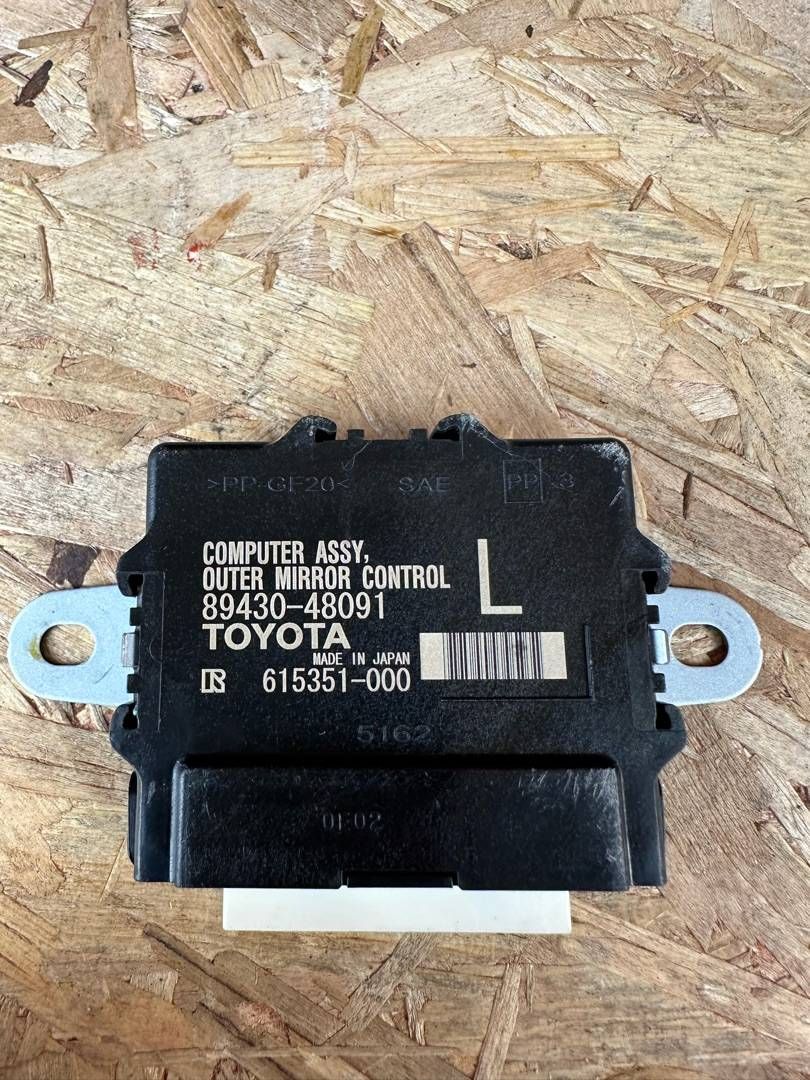 >PP-GF20< SAE PP x3
COMPUTER ASSY,
OUTER MIRROR CONTROL
L
89430-48091
TOYOTA
MADE IN JAPAN
615351-000
5162